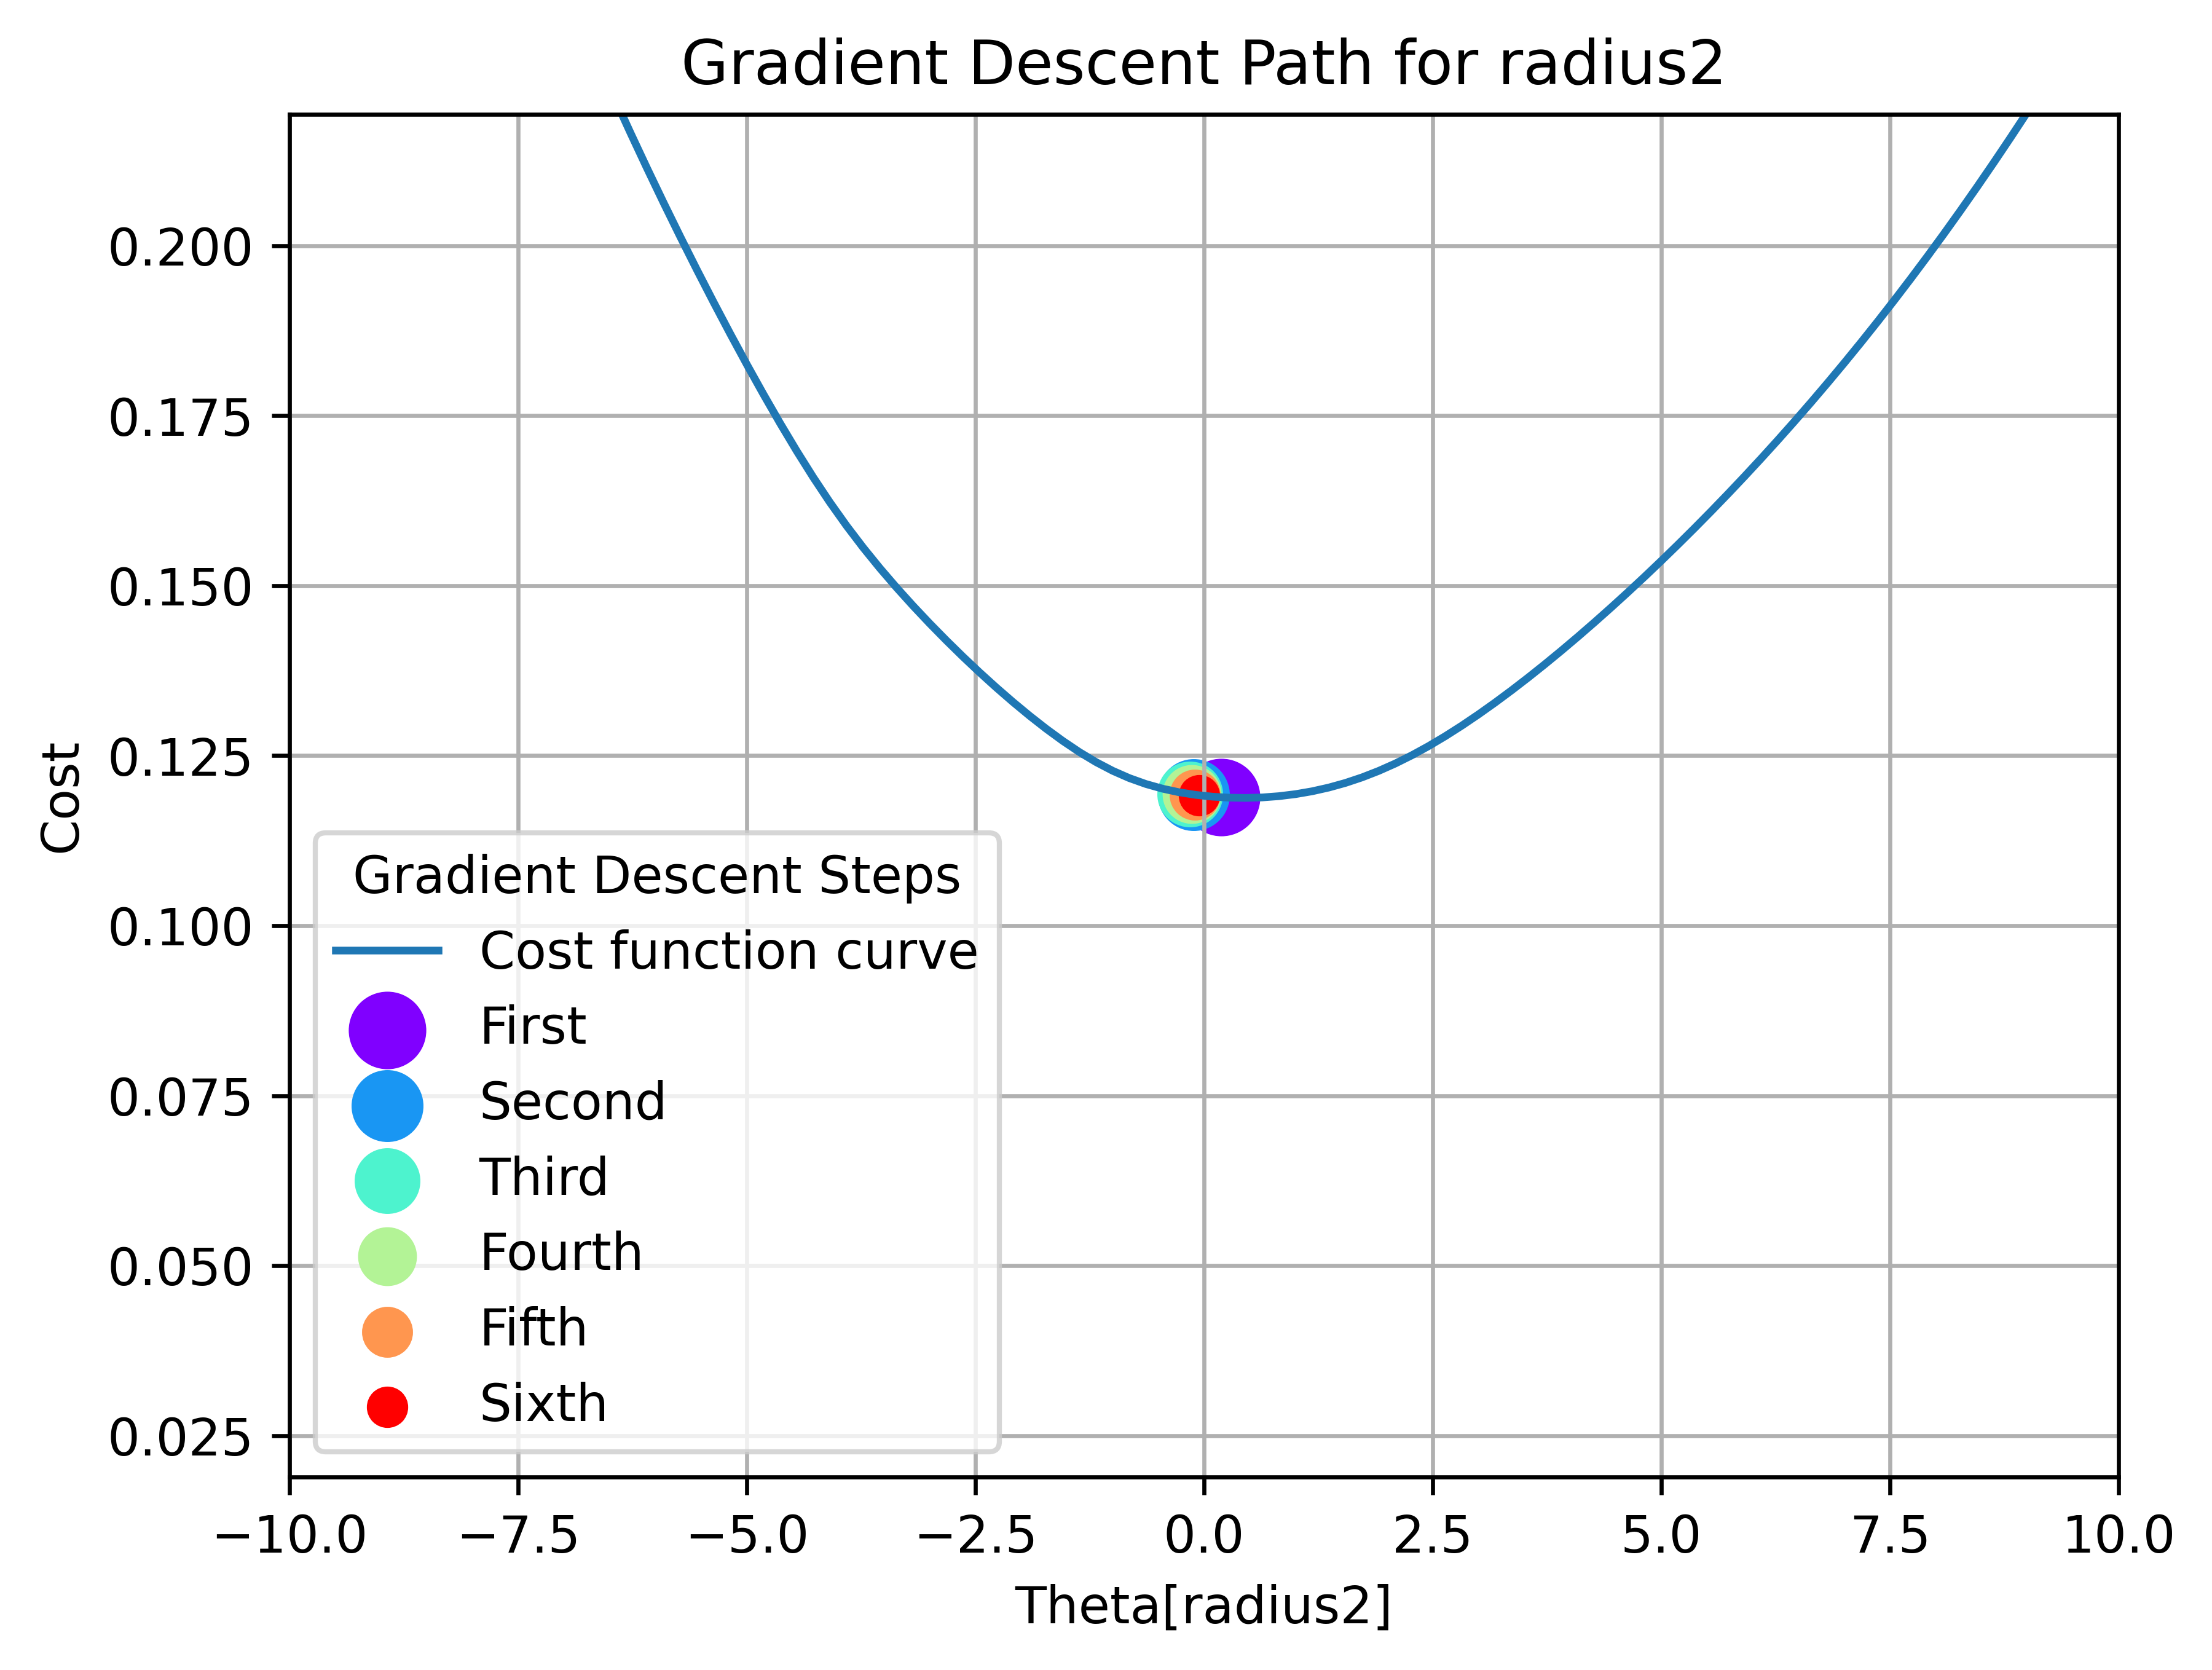 Gradient Descent Path for radius2
0.200
0.175
0.150
0.125
0.100
0.075
0.050
0.025
Cost
Gradient Descent Steps
Cost function curve
First
Second
Third
Fourth
Fifth
Sixth
−10.0 −7.5 −5.0 −2.5 0.0 2.5 5.0 7.5 10.0
Theta[radius2]